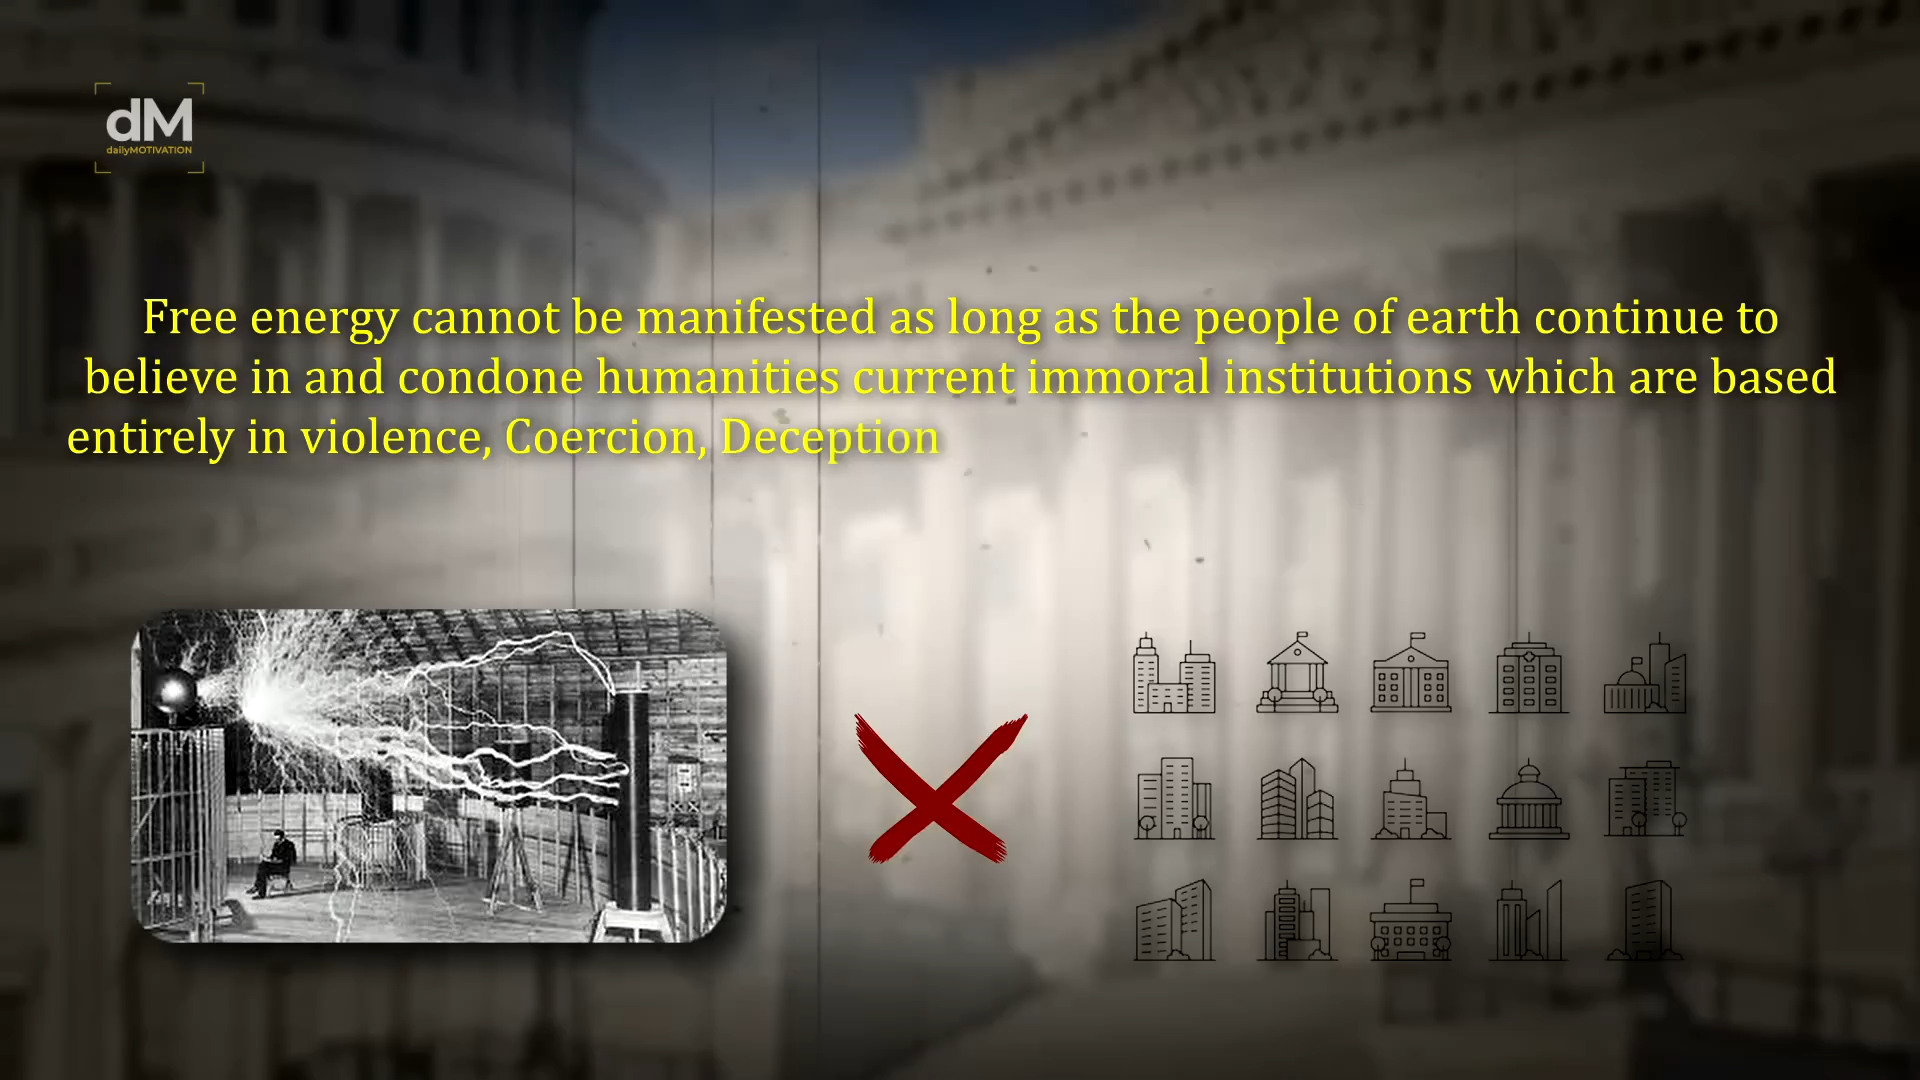 dM
dailyMOTIVATION
Free energy cannot be manifested as long as the people of earth continue to
believe in and condone humanities current immoral institutions which are based
entirely in violence, Coercion, Deception